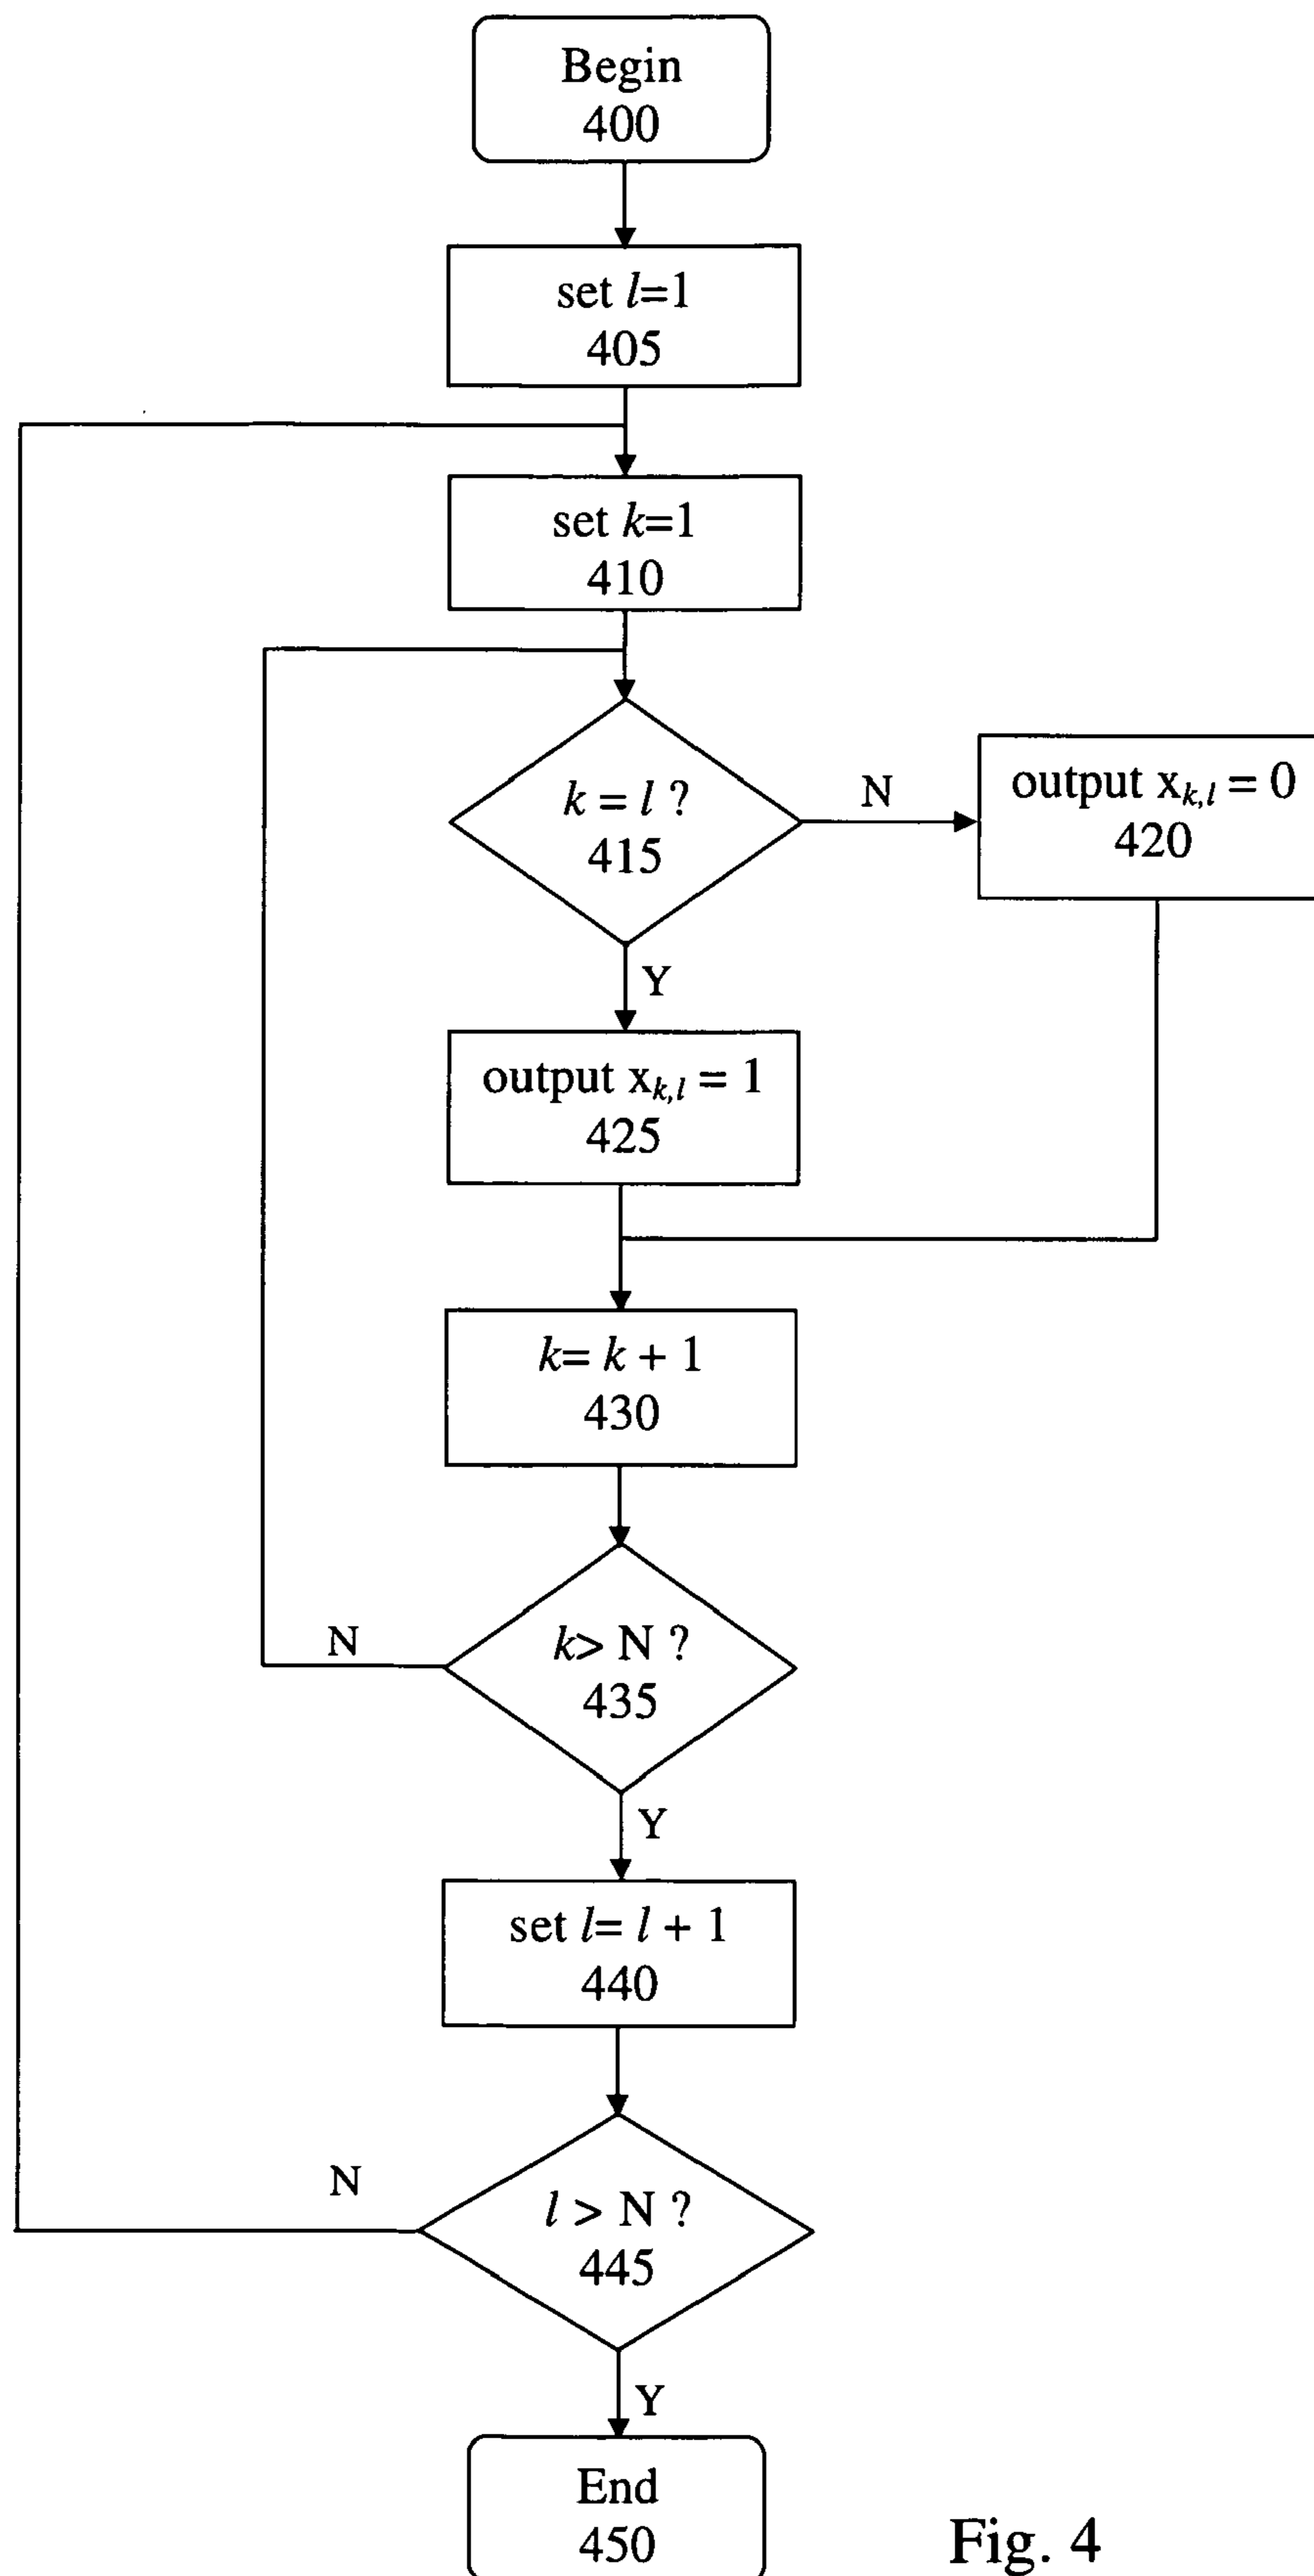 Begin
400
set l=1
405
set k=1
410
k = l ?
415
N
output xk,l = 0
420
Y
output xk,l = 1
425
k= k + 1
430
N
k> N ?
435
Y
set l= l + 1
440
N
l > N ?
445
Y
End
450
Fig. 4